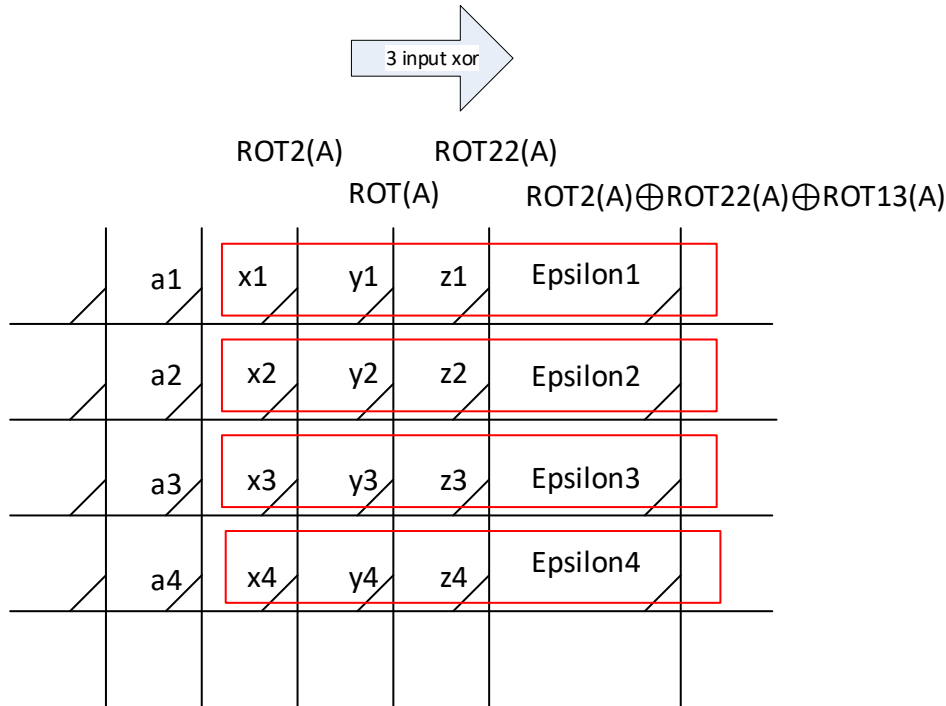 3 input xor
ROT2(A) ROT22(A)
ROT(A) ROT2(A)⊕ROT22(A)⊕ROT13(A)
a1 x1 y1 z1 Epsilon1
a2 x2 y2 z2 Epsilon2
a3 x3 y3 z3 Epsilon3
a4 x4 y4 z4 Epsilon4